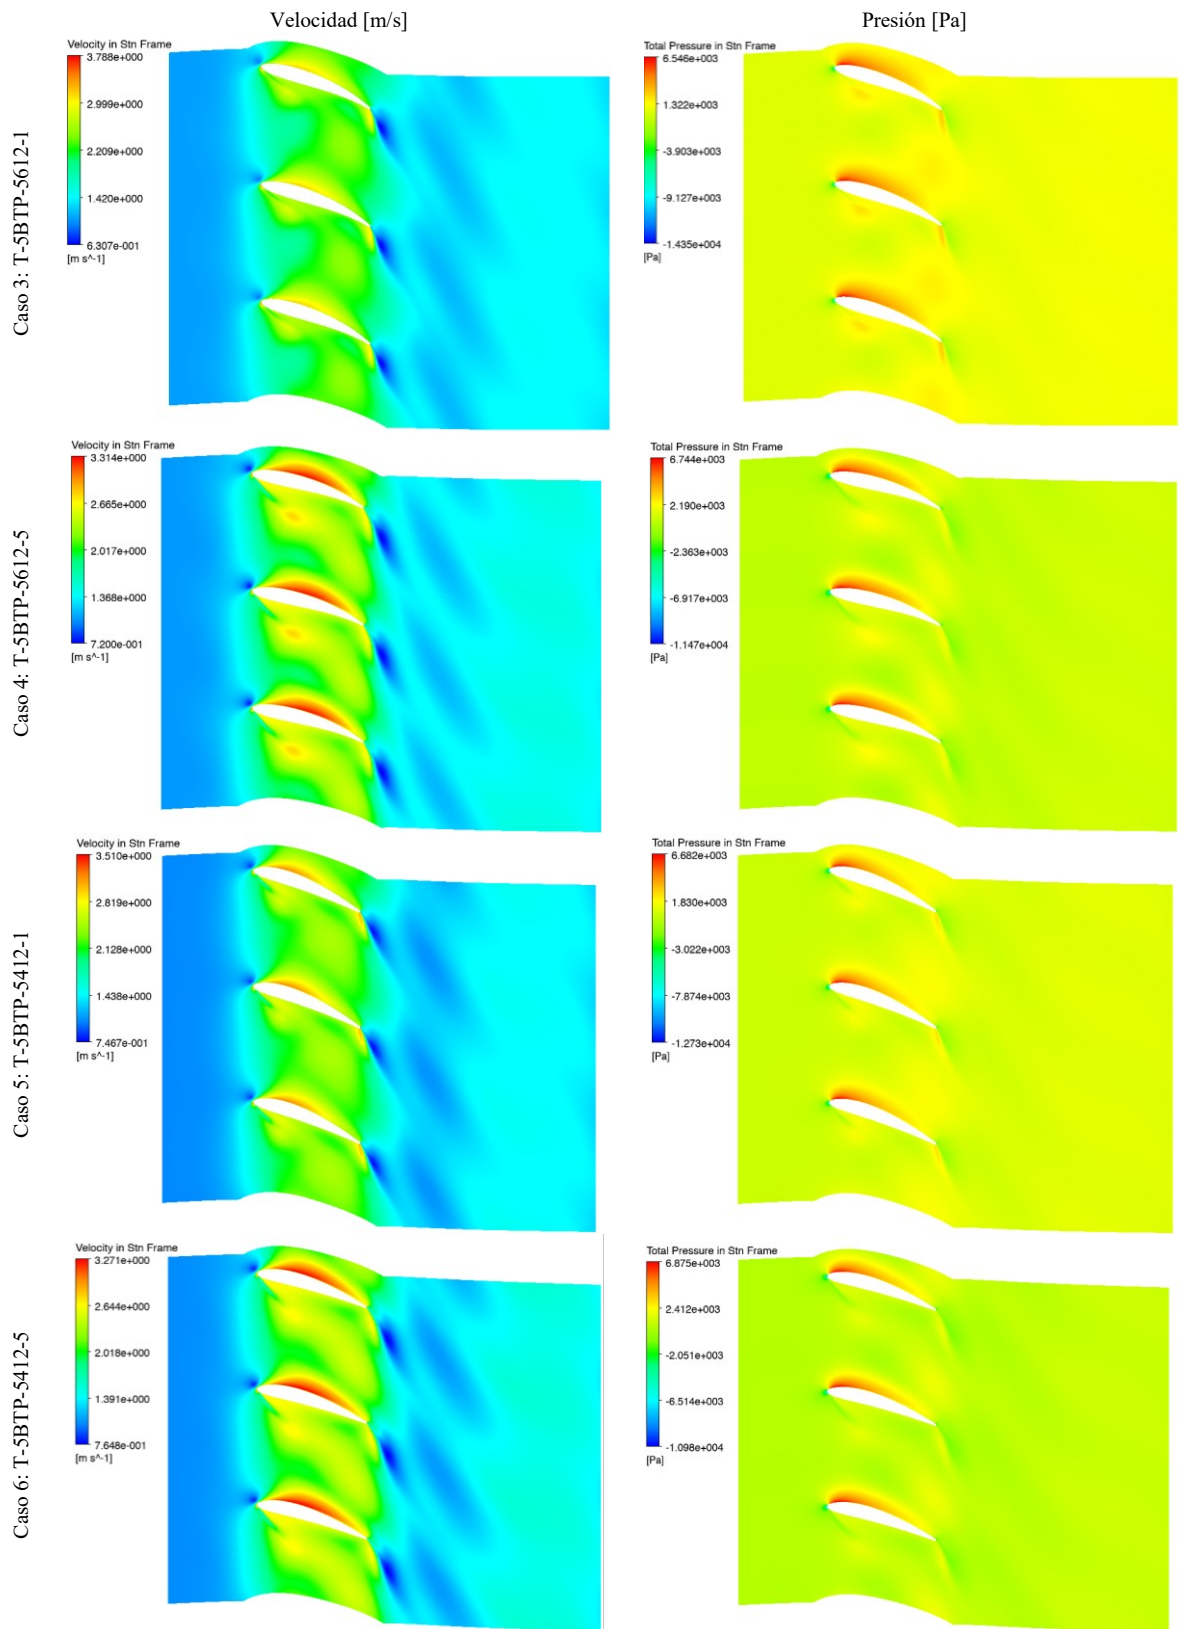 Velocidad [m/s]
Presión [Pa]
Caso 3: T-5BTP-5612-1
Velocity in Stn Frame
3.788e+000
2.999e+000
2.209e+000
1.420e+000
6.307e-001
[m s^-1]
Total Pressure in Stn Frame
6.546e+003
1.322e+003
-3.903e+003
-9.127e+003
-1.435e+004
[Pa]
Caso 4: T-5BTP-5612-5
Velocity in Stn Frame
3.314e+000
2.665e+000
2.017e+000
1.368e+000
7.200e-001
[m s^-1]
Total Pressure in Stn Frame
6.744e+003
2.190e+003
-2.363e+003
-6.917e+003
-1.147e+004
[Pa]
Caso 5: T-5BTP-5412-1
Velocity in Stn Frame
3.510e+000
2.819e+000
2.128e+000
1.438e+000
7.467e-001
[m s^-1]
Total Pressure in Stn Frame
6.682e+003
1.830e+003
-3.022e+003
-7.874e+003
-1.273e+004
[Pa]
Caso 6: T-5BTP-5412-5
Velocity in Stn Frame
3.271e+000
2.644e+000
2.018e+000
1.391e+000
7.648e-001
[m s^-1]
Total Pressure in Stn Frame
6.875e+003
2.412e+003
-2.051e+003
-6.514e+003
-1.098e+004
[Pa]